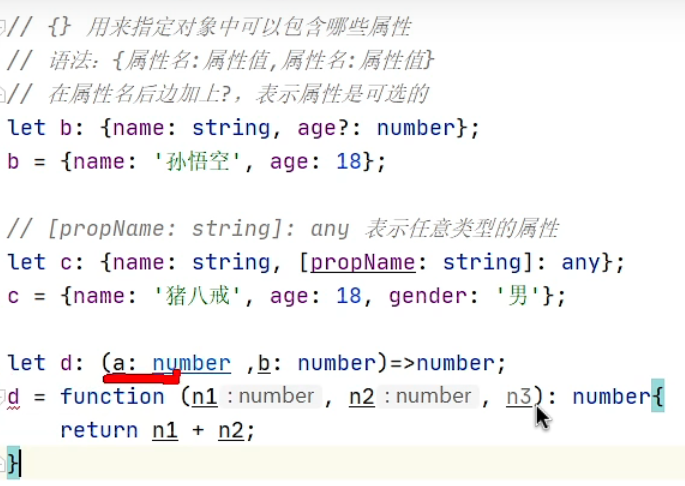 // {} 用来指定对象中可以包含哪些属性
// 语法：{属性名:属性值,属性名:属性值}
// 在属性名后边加上?，表示属性是可选的
let b: {name: string, age?: number};
b = {name: '孙悟空', age: 18};
// [propName: string]: any 表示任意类型的属性
let c: {name: string, [propName: string]: any};
c = {name: '猪八戒', age: 18, gender: '男'};
let d: (a: number ,b: number)=>number;
d = function (n1 : number , n2 : number , n3): number{
return n1 + n2;
}